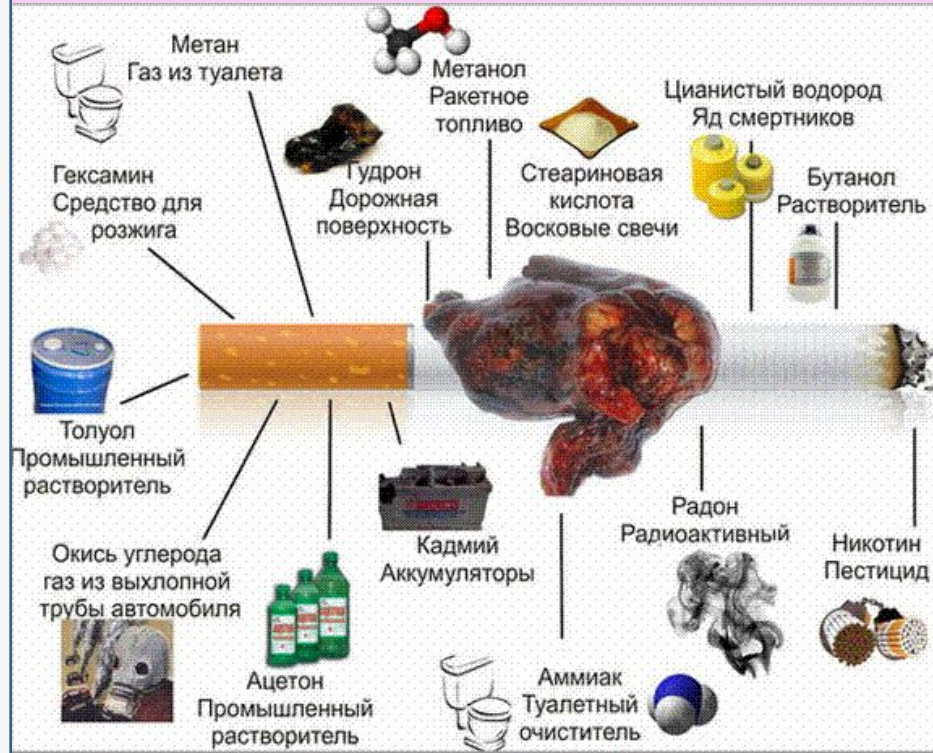 Метан
Газ из туалета
Метанол
Ракетное
топливо
Цианистый водород
Яд смертников
Гексамин
Средство для
розжига
Гудрон
Дорожная
поверхность
Стеариновая
кислота
Восковые свечи
Бутанол
Растворитель
Толуол
Промышленный
растворитель
Окись углерода
газ из выхлопной
трубы автомобиля
Ацетон
Промышленный
растворитель
Кадмий
Аккумуляторы
Аммиак
Туалетный
очиститель
Радон
Радиоактивный
Никотин
Пестицид